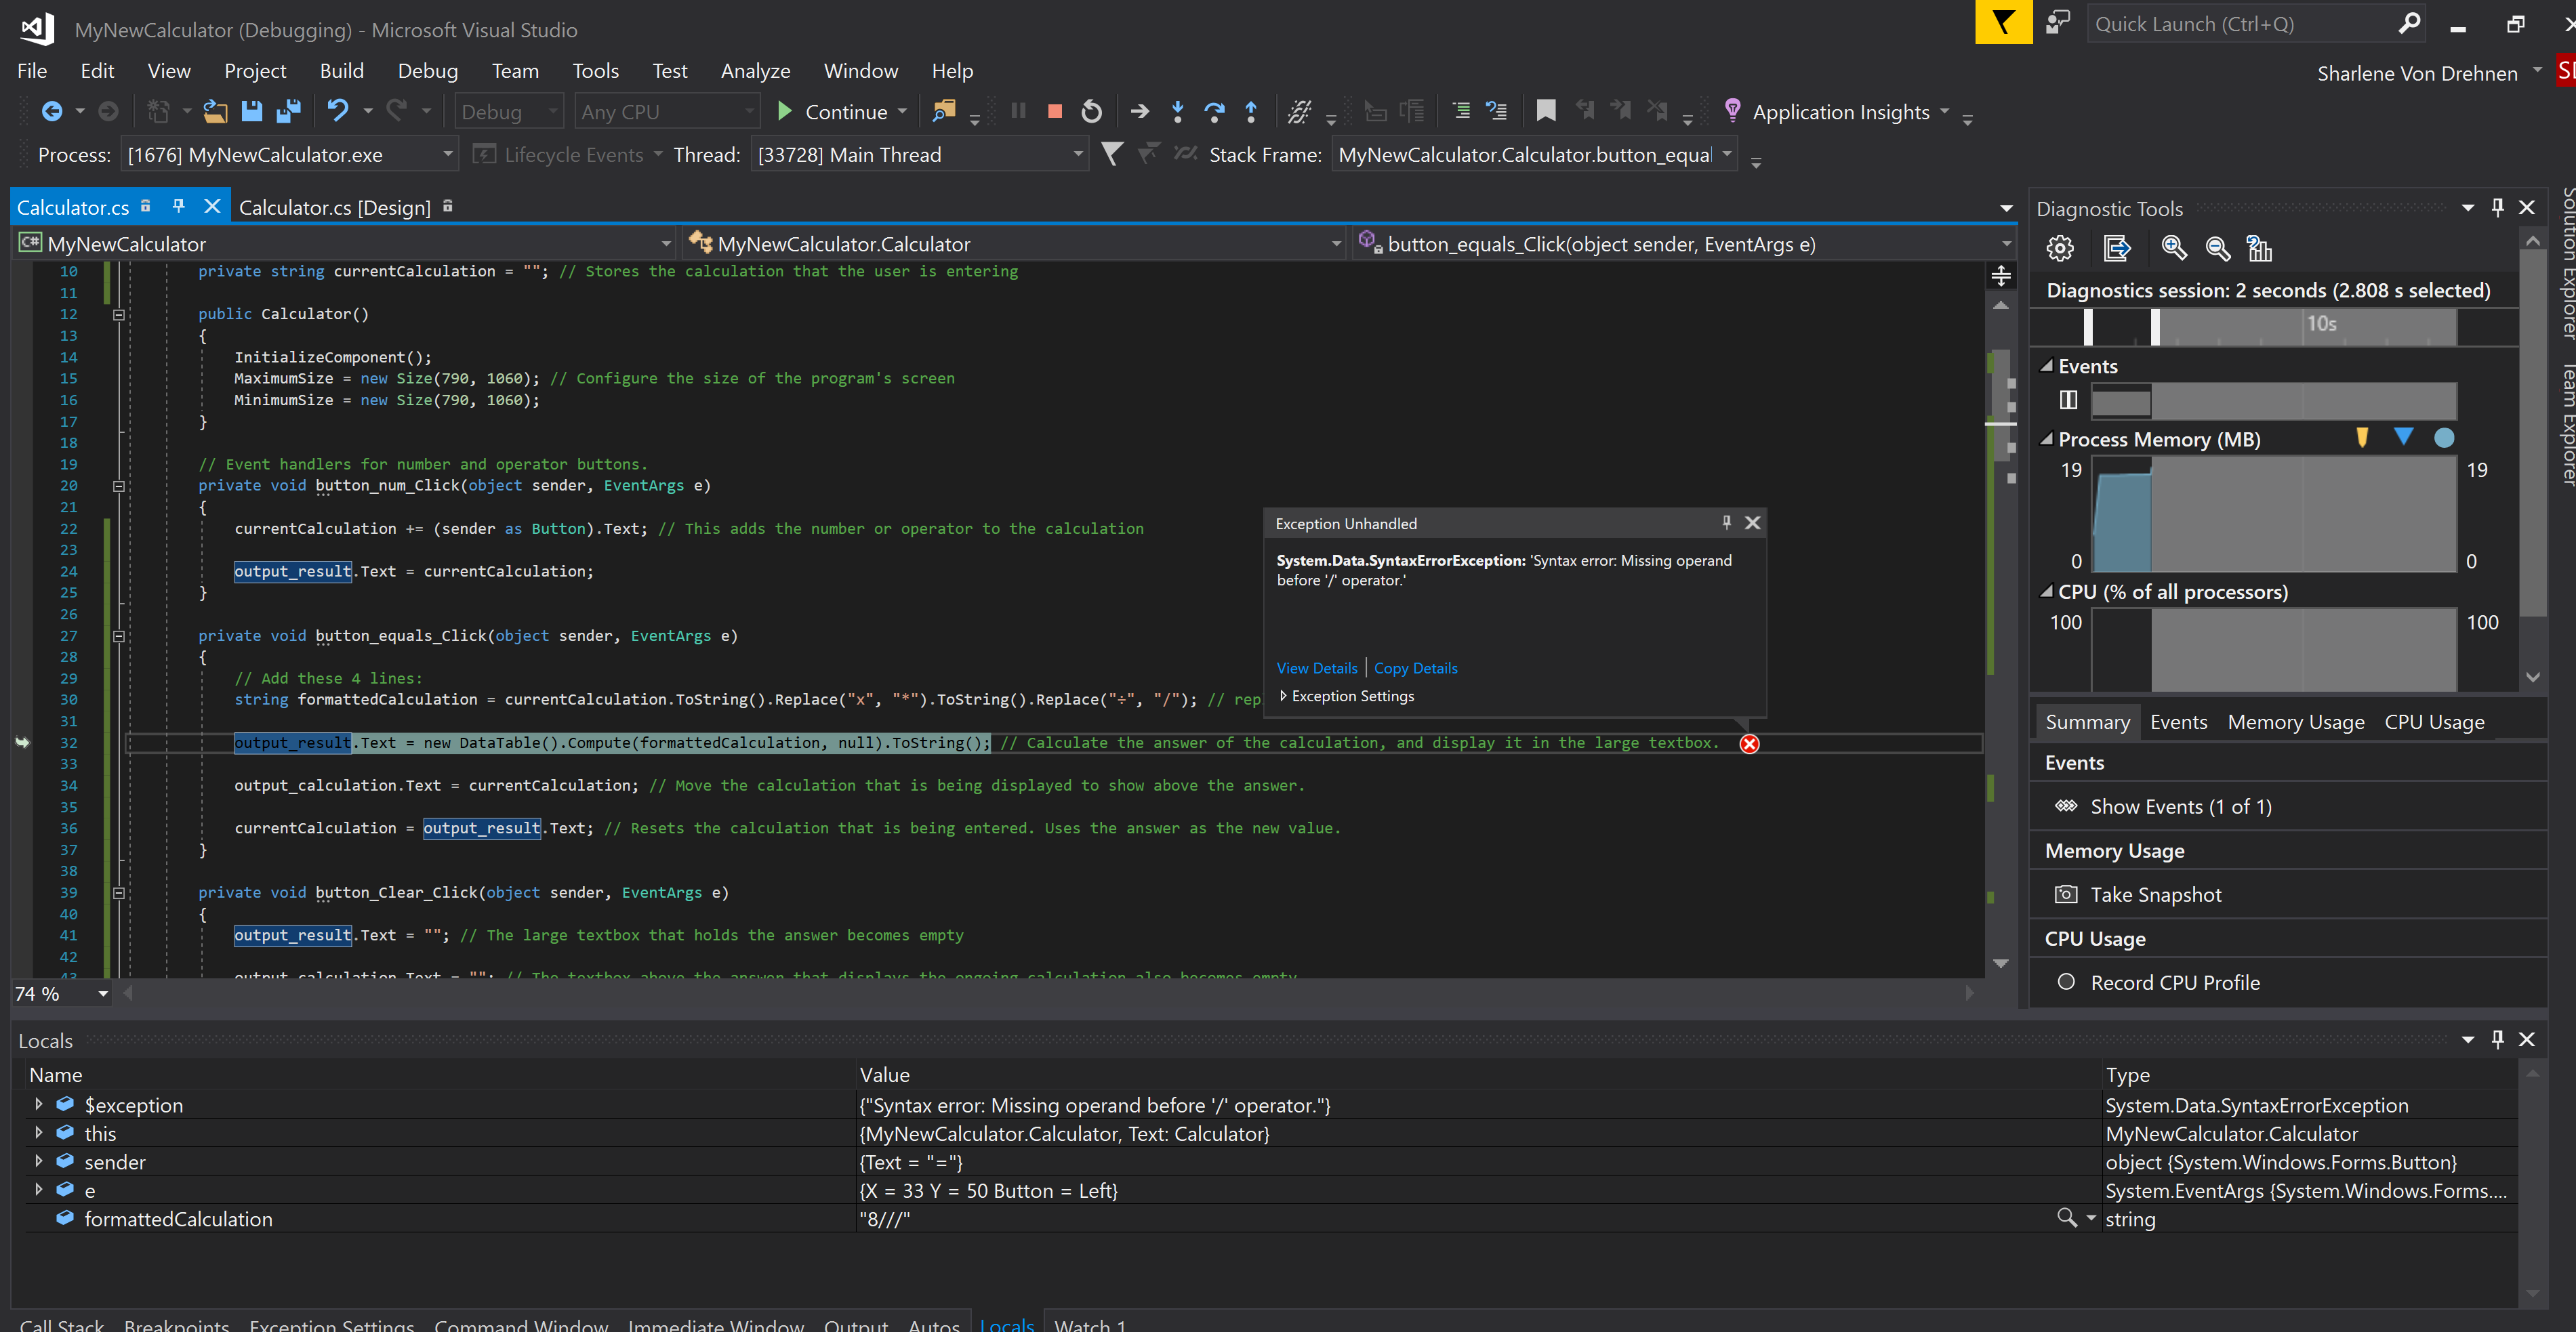 MyNewCalculator (Debugging) - Microsoft Visual Studio
Quick Launch (Ctrl+Q)
File Edit View Project Build Debug Team Tools Test Analyze Window Help
Sharlene Von Drehnen
Debug Any CPU Continue Application Insights
Process: [1676] MyNewCalculator.exe Lifecycle Events Thread: [33728] Main Thread Stack Frame: MyNewCalculator.Calculator.button_equal
Calculator.cs Calculator.cs [Design]
C# MyNewCalculator MyNewCalculator.Calculator button_equals_Click(object sender, EventArgs e)
10 private string currentCalculation = ""; // Stores the calculation that the user is entering
11
12 public Calculator()
13 {
14 InitializeComponent();
15 MaximumSize = new Size(790, 1060); // Configure the size of the program's screen
16 MinimumSize = new Size(790, 1060);
17 }
18
19 // Event handlers for number and operator buttons.
20 private void button_num_Click(object sender, EventArgs e)
21 {
22 currentCalculation += (sender as Button).Text; // This adds the number or operator to the calculation
23
24 output_result.Text = currentCalculation;
25 }
26
27 private void button_equals_Click(object sender, EventArgs e)
28 {
29 // Add these 4 lines:
30 string formattedCalculation = currentCalculation.ToString().Replace("x", "*").ToString().Replace("÷", "/"); // rep
31
32 output_result.Text = new DataTable().Compute(formattedCalculation, null).ToString(); // Calculate the answer of the calculation, and display it in the large textbox.
33
34 output_calculation.Text = currentCalculation; // Move the calculation that is being displayed to show above the answer.
35
36 currentCalculation = output_result.Text; // Resets the calculation that is being entered. Uses the answer as the new value.
37 }
38
39 private void button_Clear_Click(object sender, EventArgs e)
40 {
41 output_result.Text = ""; // The large textbox that holds the answer becomes empty
42
43 output_calculation.Text = ""; // The textbox above the answer that displays the ongoing calculation also becomes empty
74 %
Exception Unhandled
System.Data.SyntaxErrorException: 'Syntax error: Missing operand
before '/' operator.'
View Details Copy Details
Exception Settings
Diagnostic Tools
Diagnostics session: 2 seconds (2.808 s selected)
10s
Events
Process Memory (MB)
19 19
0 0
CPU (% of all processors)
100 100
Summary Events Memory Usage CPU Usage
Events
Show Events (1 of 1)
Memory Usage
Take Snapshot
CPU Usage
Record CPU Profile
Solution Explorer
Team Explorer
Locals
Name Value Type
$exception {"Syntax error: Missing operand before '/' operator."} System.Data.SyntaxErrorException
this {MyNewCalculator.Calculator, Text: Calculator} MyNewCalculator.Calculator
sender {Text = "="} object {System.Windows.Forms.Button}
e {X = 33 Y = 50 Button = Left} System.EventArgs {System.Windows.Forms....
formattedCalculation "8///" string
Call Stack Breakpoints Exception Settings Command Window Immediate Window Output Autos Locals Watch 1